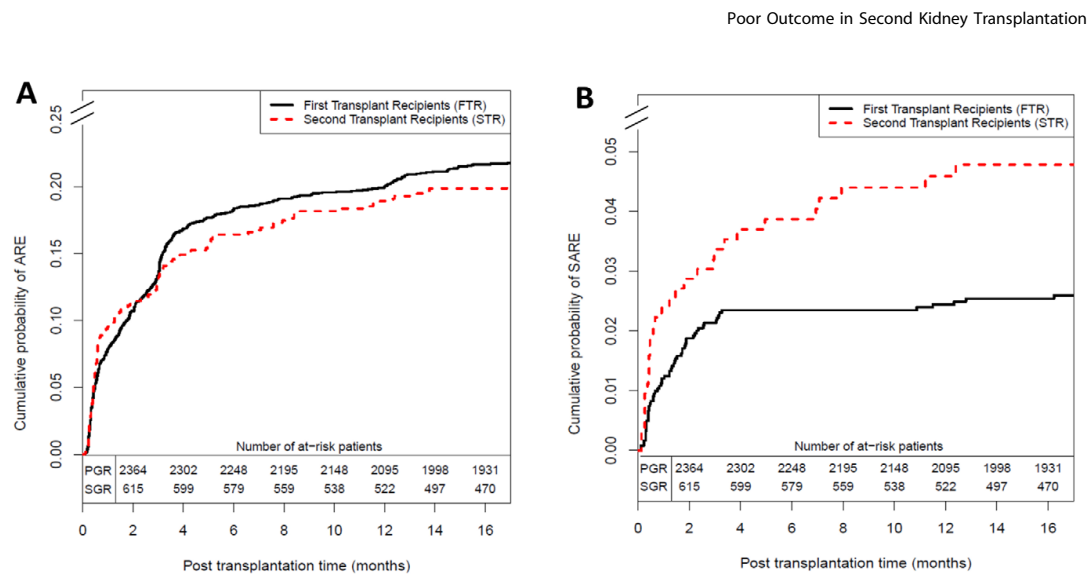 Poor Outcome in Second Kidney Transplantation
A
First Transplant Recipients (FTR)
Second Transplant Recipients (STR)
Cumulative probability of ARE
0.25
0.20
0.15
0.10
0.05
0.00
Number of at-risk patients
PGR 2364 2302 2248 2195 2148 2095 1998 1931
SGR 615 599 579 559 538 522 497 470
0 2 4 6 8 10 12 14 16
Post transplantation time (months)
B
First Transplant Recipients (FTR)
Second Transplant Recipients (STR)
Cumulative probability of SARE
0.05
0.04
0.03
0.02
0.01
0.00
Number of at-risk patients
PGR 2364 2302 2248 2195 2148 2095 1998 1931
SGR 615 599 579 559 538 522 497 470
0 2 4 6 8 10 12 14 16
Post transplantation time (months)